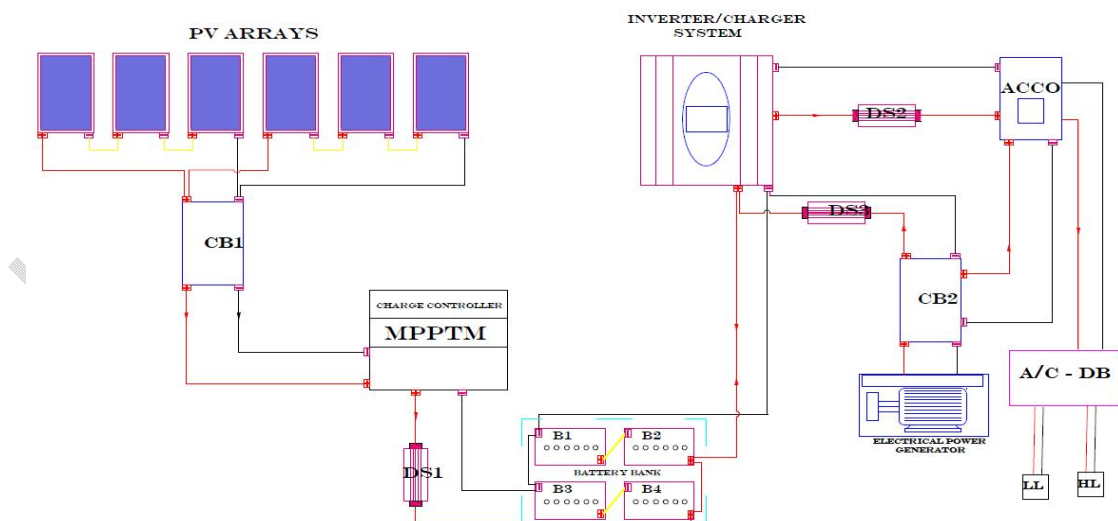 INVERTER/CHARGER
SYSTEM
PV ARRAYS
ACCO
DS2
DS3
CB1
CB2
CHARGE CONTROLLER
MPPTM
A/C - DB
ELECTRICAL POWER
GENERATOR
B1
B2
BATTERY BANK
DS1
B3
B4
LL
HL